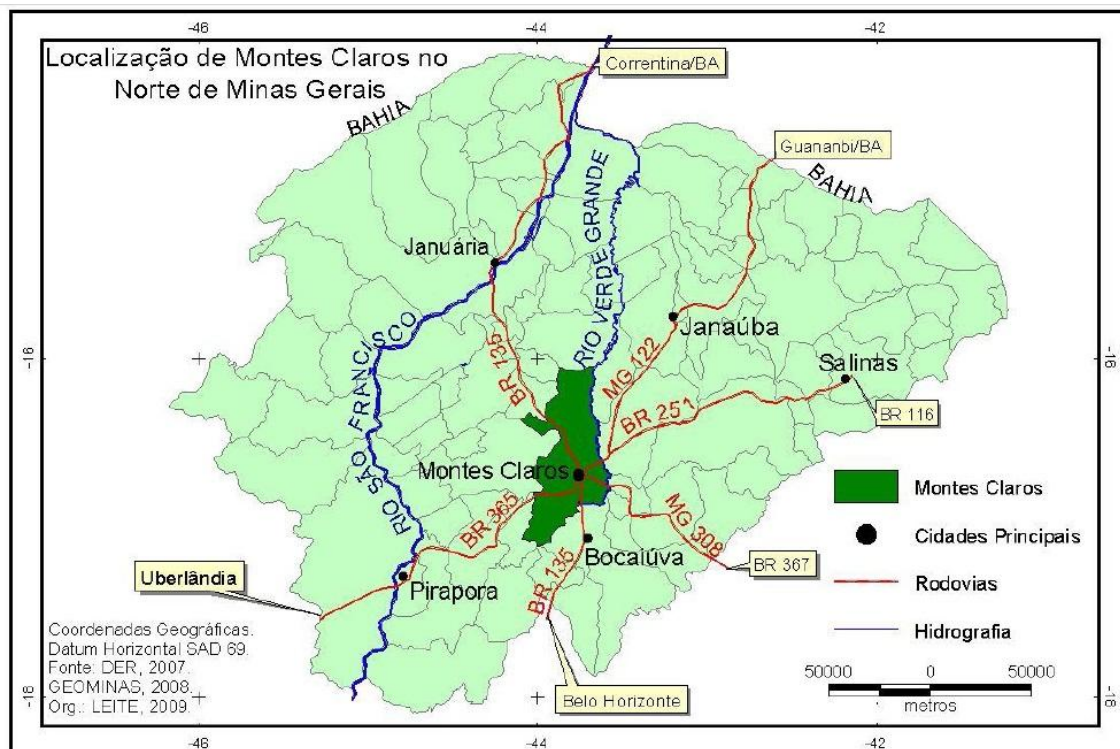 -46
-44
-42
Localização de Montes Claros no
Norte de Minas Gerais
BAHIA
Correntina/BA
Guananbi/BA
BAHIA
RIO VERDE GRANDE
Januária
RIO SÃO FRANCISCO
BR 135
Janaúba
MG 122
Salinas
-16
-16
BR 251
BR 116
Montes Claros
BR 365
MG 308
BR 367
Bocaiúva
BR 135
Uberlândia
Pirapora
Belo Horizonte
Montes Claros
Cidades Principais
Rodovias
Hidrografia
50000
0
50000
metros
Coordenadas Geográficas.
Datum Horizontal SAD 69.
Fonte: DER, 2007.
GEOMINAS, 2008.
Org.: LEITE, 2009.
-18
-18
-46
-44
-42